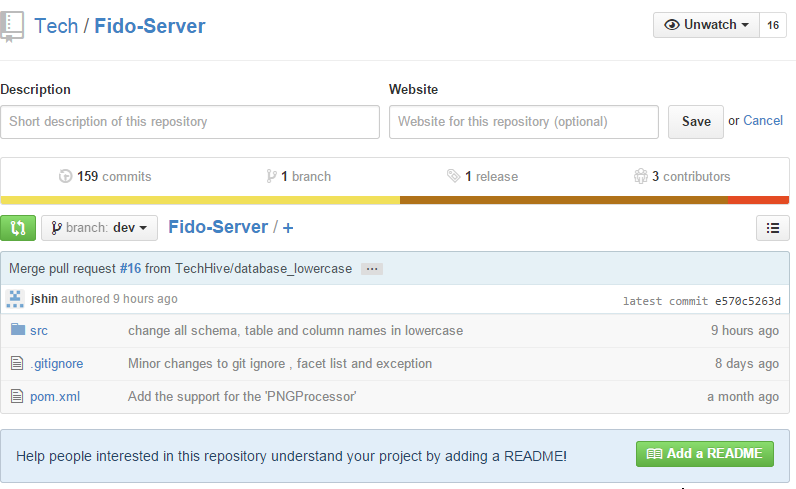 Tech / Fido-Server
Unwatch 16
Description
Website
Short description of this repository
Website for this repository (optional)
Save or Cancel
159 commits
1 branch
1 release
3 contributors
branch: dev
Fido-Server / +
Merge pull request #16 from TechHive/database_lowercase ...
jshin authored 9 hours ago
latest commit e570c5263d
src change all schema, table and column names in lowercase 9 hours ago
.gitignore Minor changes to git ignore , facet list and exception 8 days ago
pom.xml Add the support for the 'PNGProcessor' a month ago
Help people interested in this repository understand your project by adding a README!
Add a README